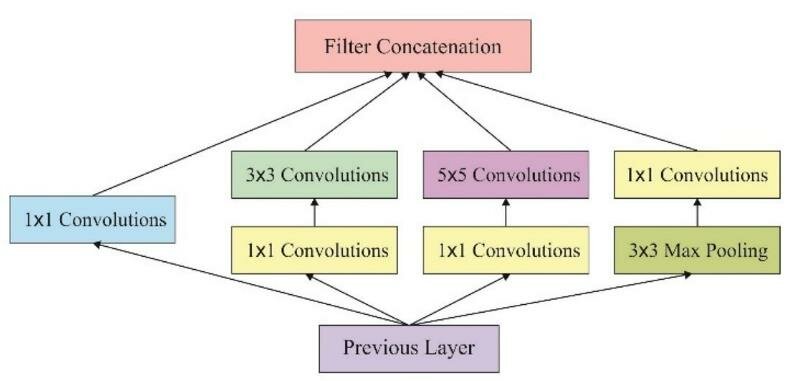 Filter Concatenation
3x3 Convolutions
5x5 Convolutions
1x1 Convolutions
1x1 Convolutions
1x1 Convolutions
1x1 Convolutions
3x3 Max Pooling
Previous Layer